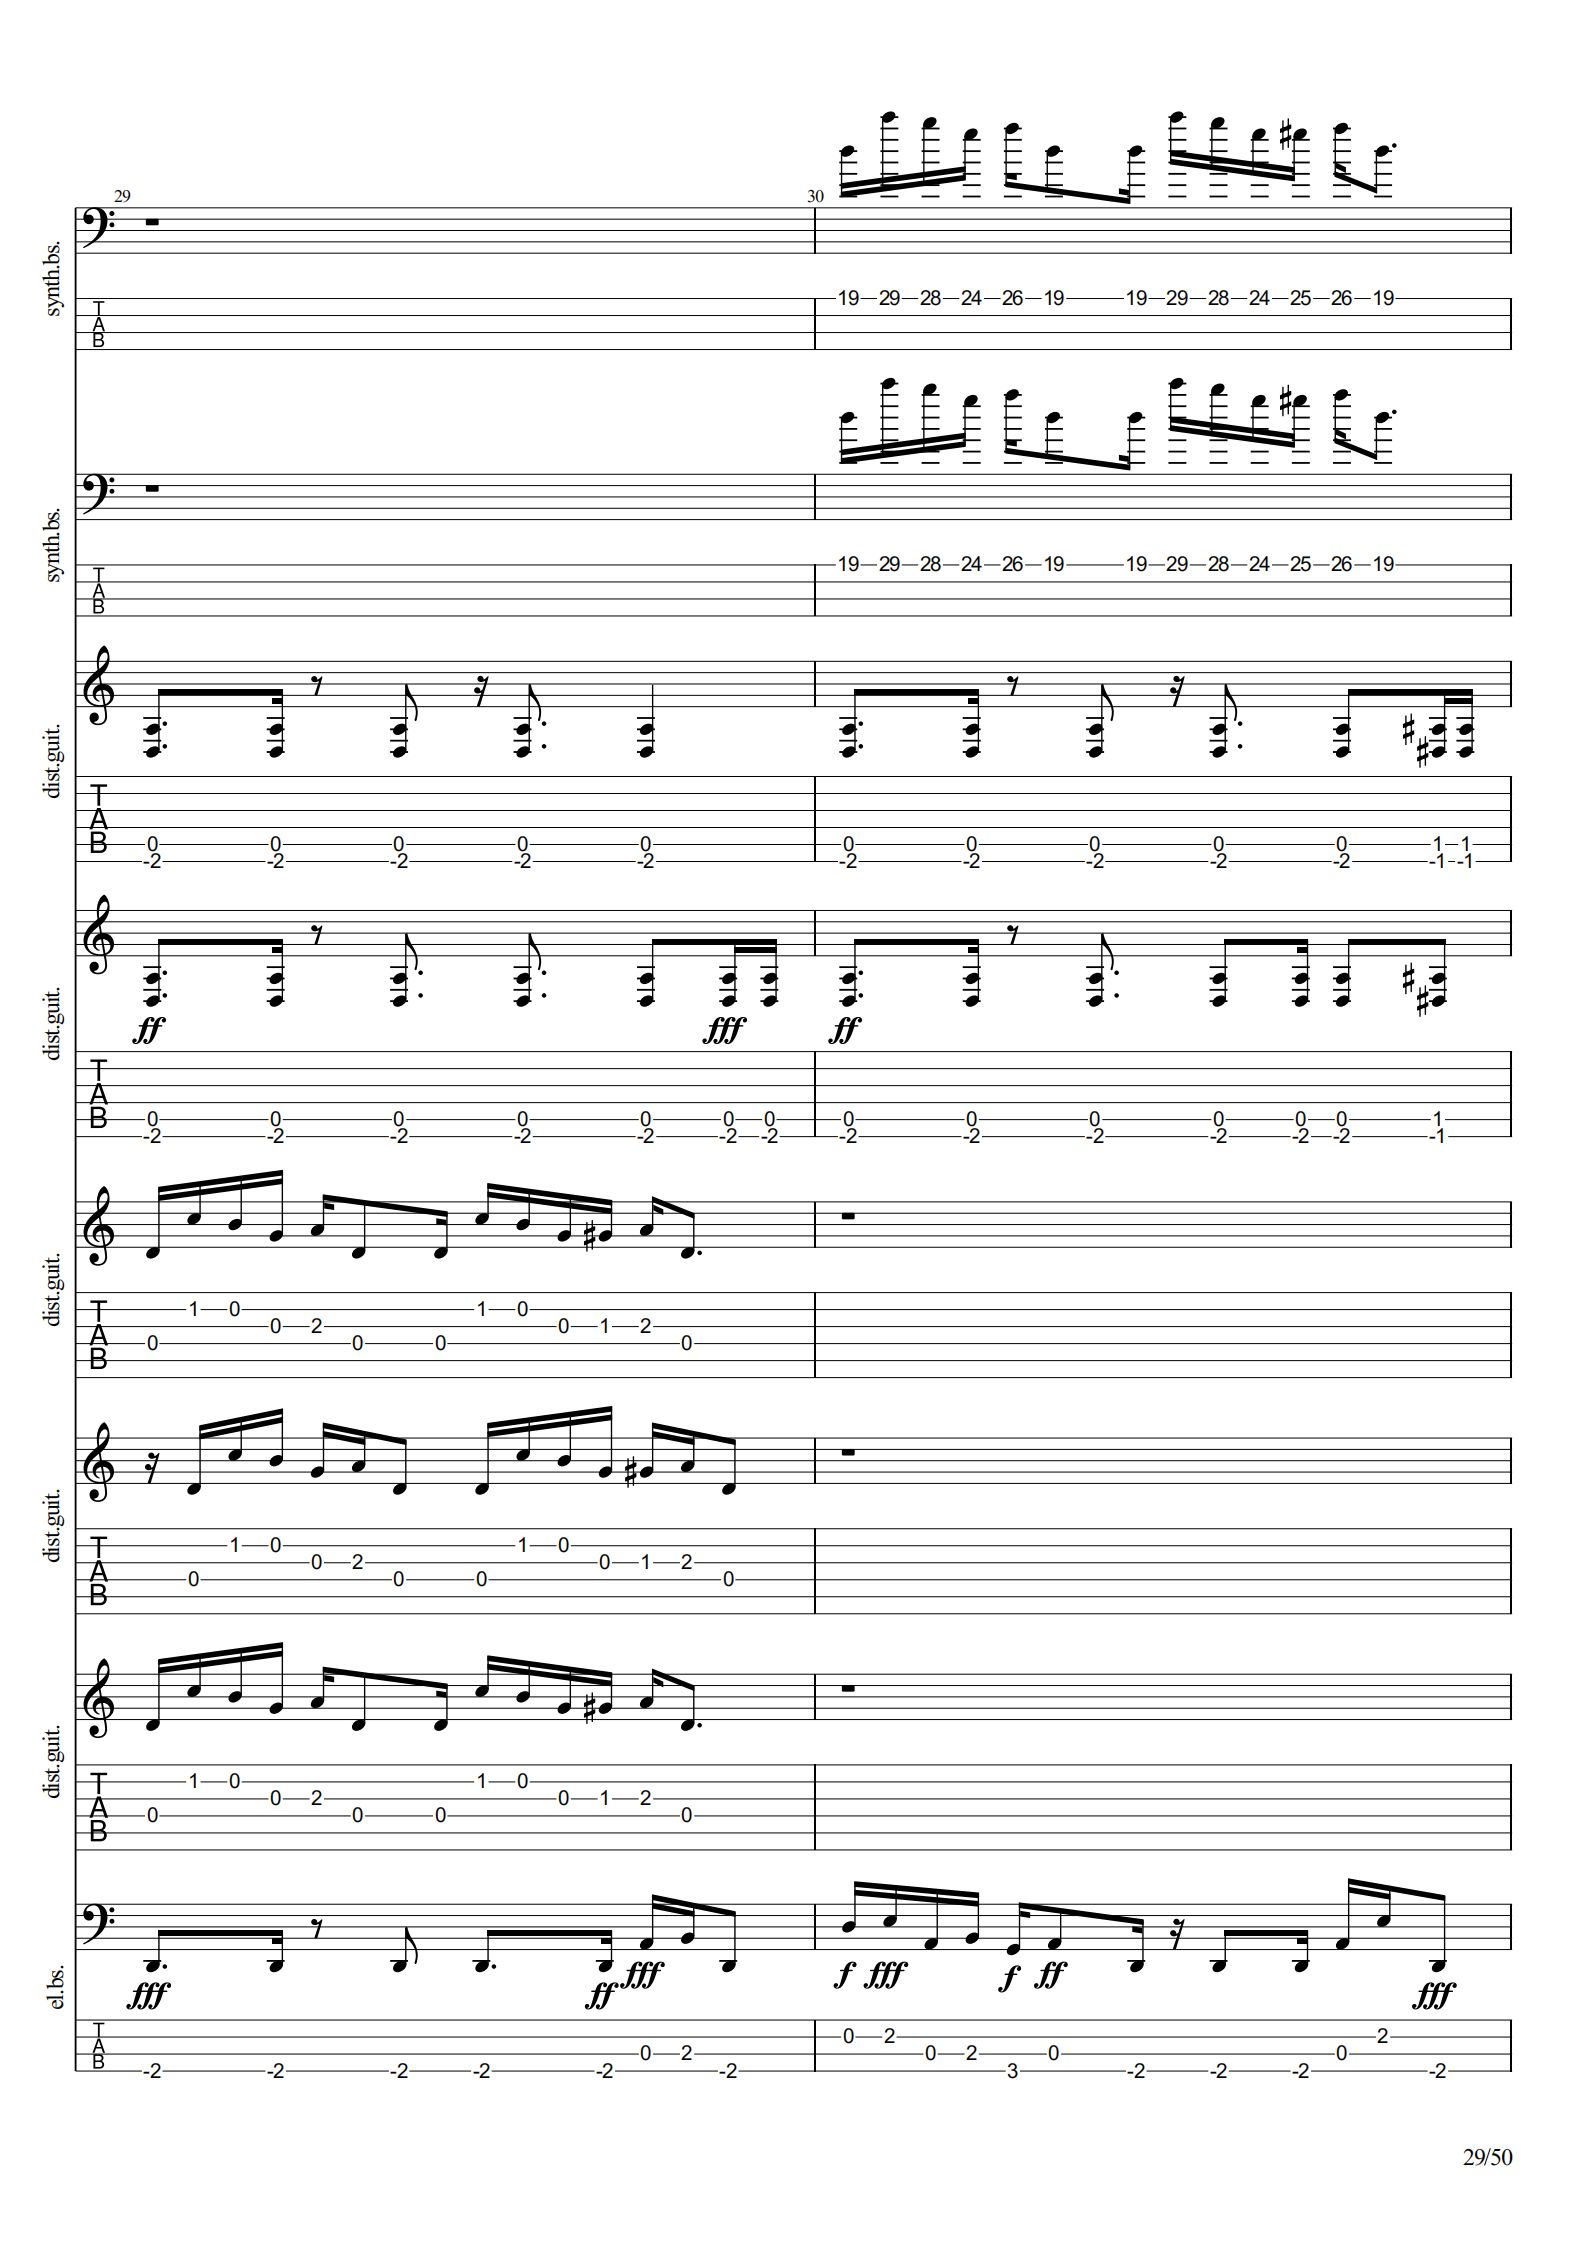 29 30
synth.bs.
TAB 19 29 28 24 26 19 19 29 28 24 25 26 19
synth.bs.
TAB 19 29 28 24 26 19 19 29 28 24 25 26 19
dist.guit.
TAB
0 0 0 0 0 0 0 0 0 0 1 1
-2 -2 -2 -2 -2 -2 -2 -2 -2 -2 -1 -1
dist.guit.
ff fff ff
TAB
0 0 0 0 0 0 0 0 0 0 0 0 0 1
-2 -2 -2 -2 -2 -2 -2 -2 -2 -2 -2 -2 -2 -1
dist.guit.
TAB
1 0 1 0
0 2 0 1 2
0 0 0 0
dist.guit.
TAB
1 0 1 0
0 2 0 1 2
0 0 0 0
dist.guit.
TAB
1 0 1 0
0 2 0 1 2
0 0 0 0
el.bs.
fff ff fff f fff f ff fff
TAB
0 2 2
0 2 0 2 0 0
-2 -2 -2 -2 -2 -2 3 -2 -2 -2 -2
29/50